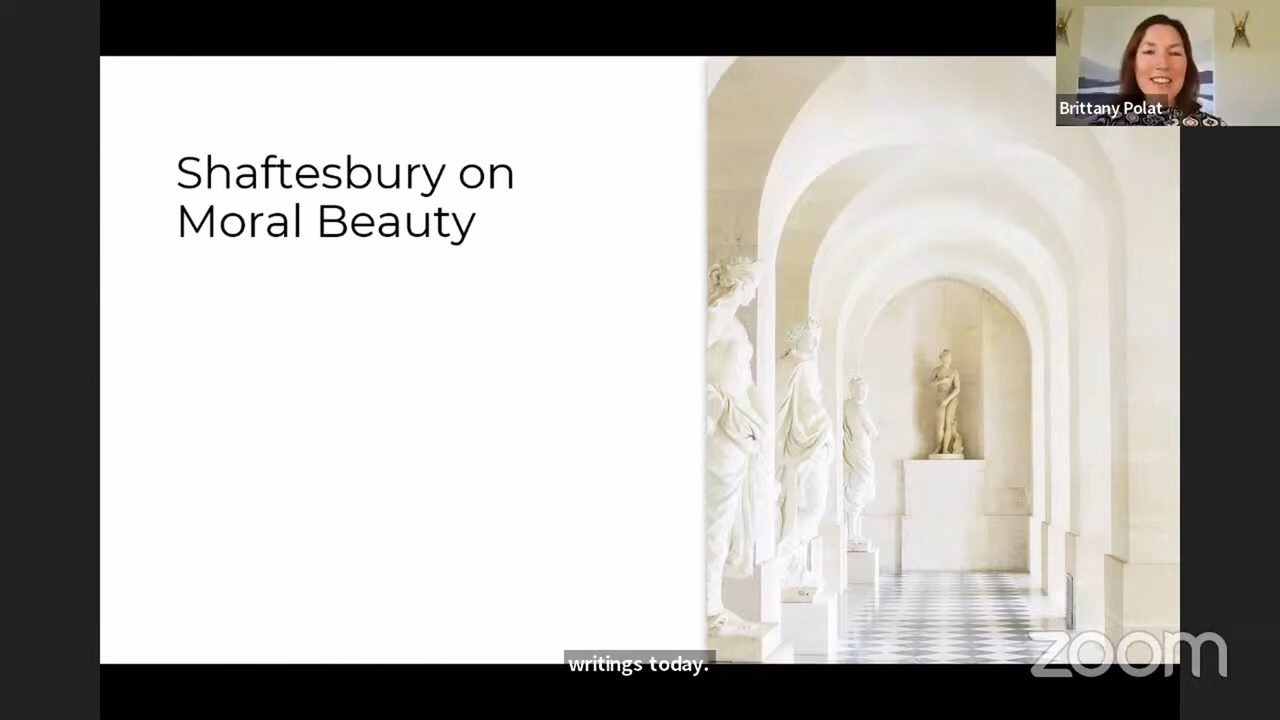 Brittany Polat
Shaftesbury on
Moral Beauty
writings today.
zoom